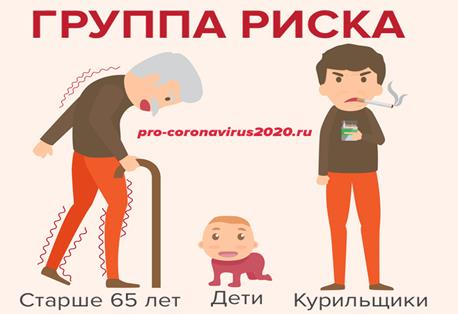 ГРУППА РИСКА
pro-coronavirus2020.ru
Старше 65 лет
Дети
Курильщики